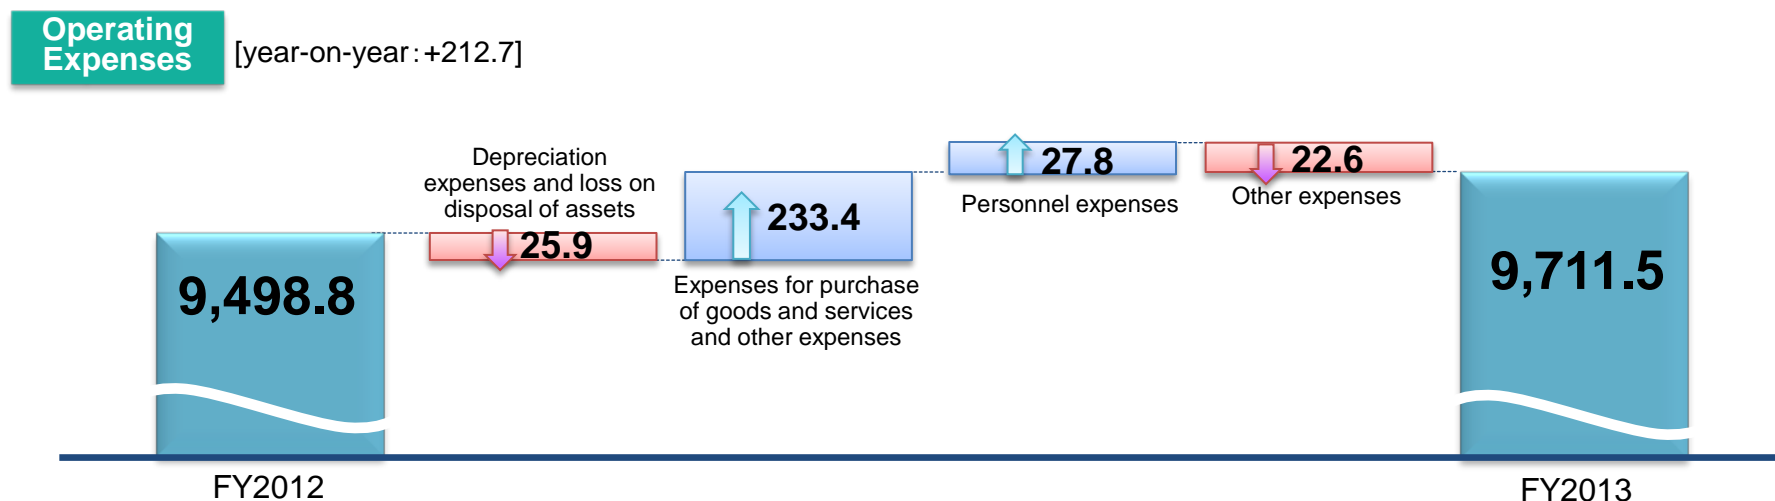 Operating
Expenses
[year-on-year:+212.7]
Depreciation
expenses and loss on
disposal of assets
25.9
233.4
Expenses for purchase
of goods and services
and other expenses
27.8
Personnel expenses
22.6
Other expenses
9,498.8
9,711.5
FY2012
FY2013